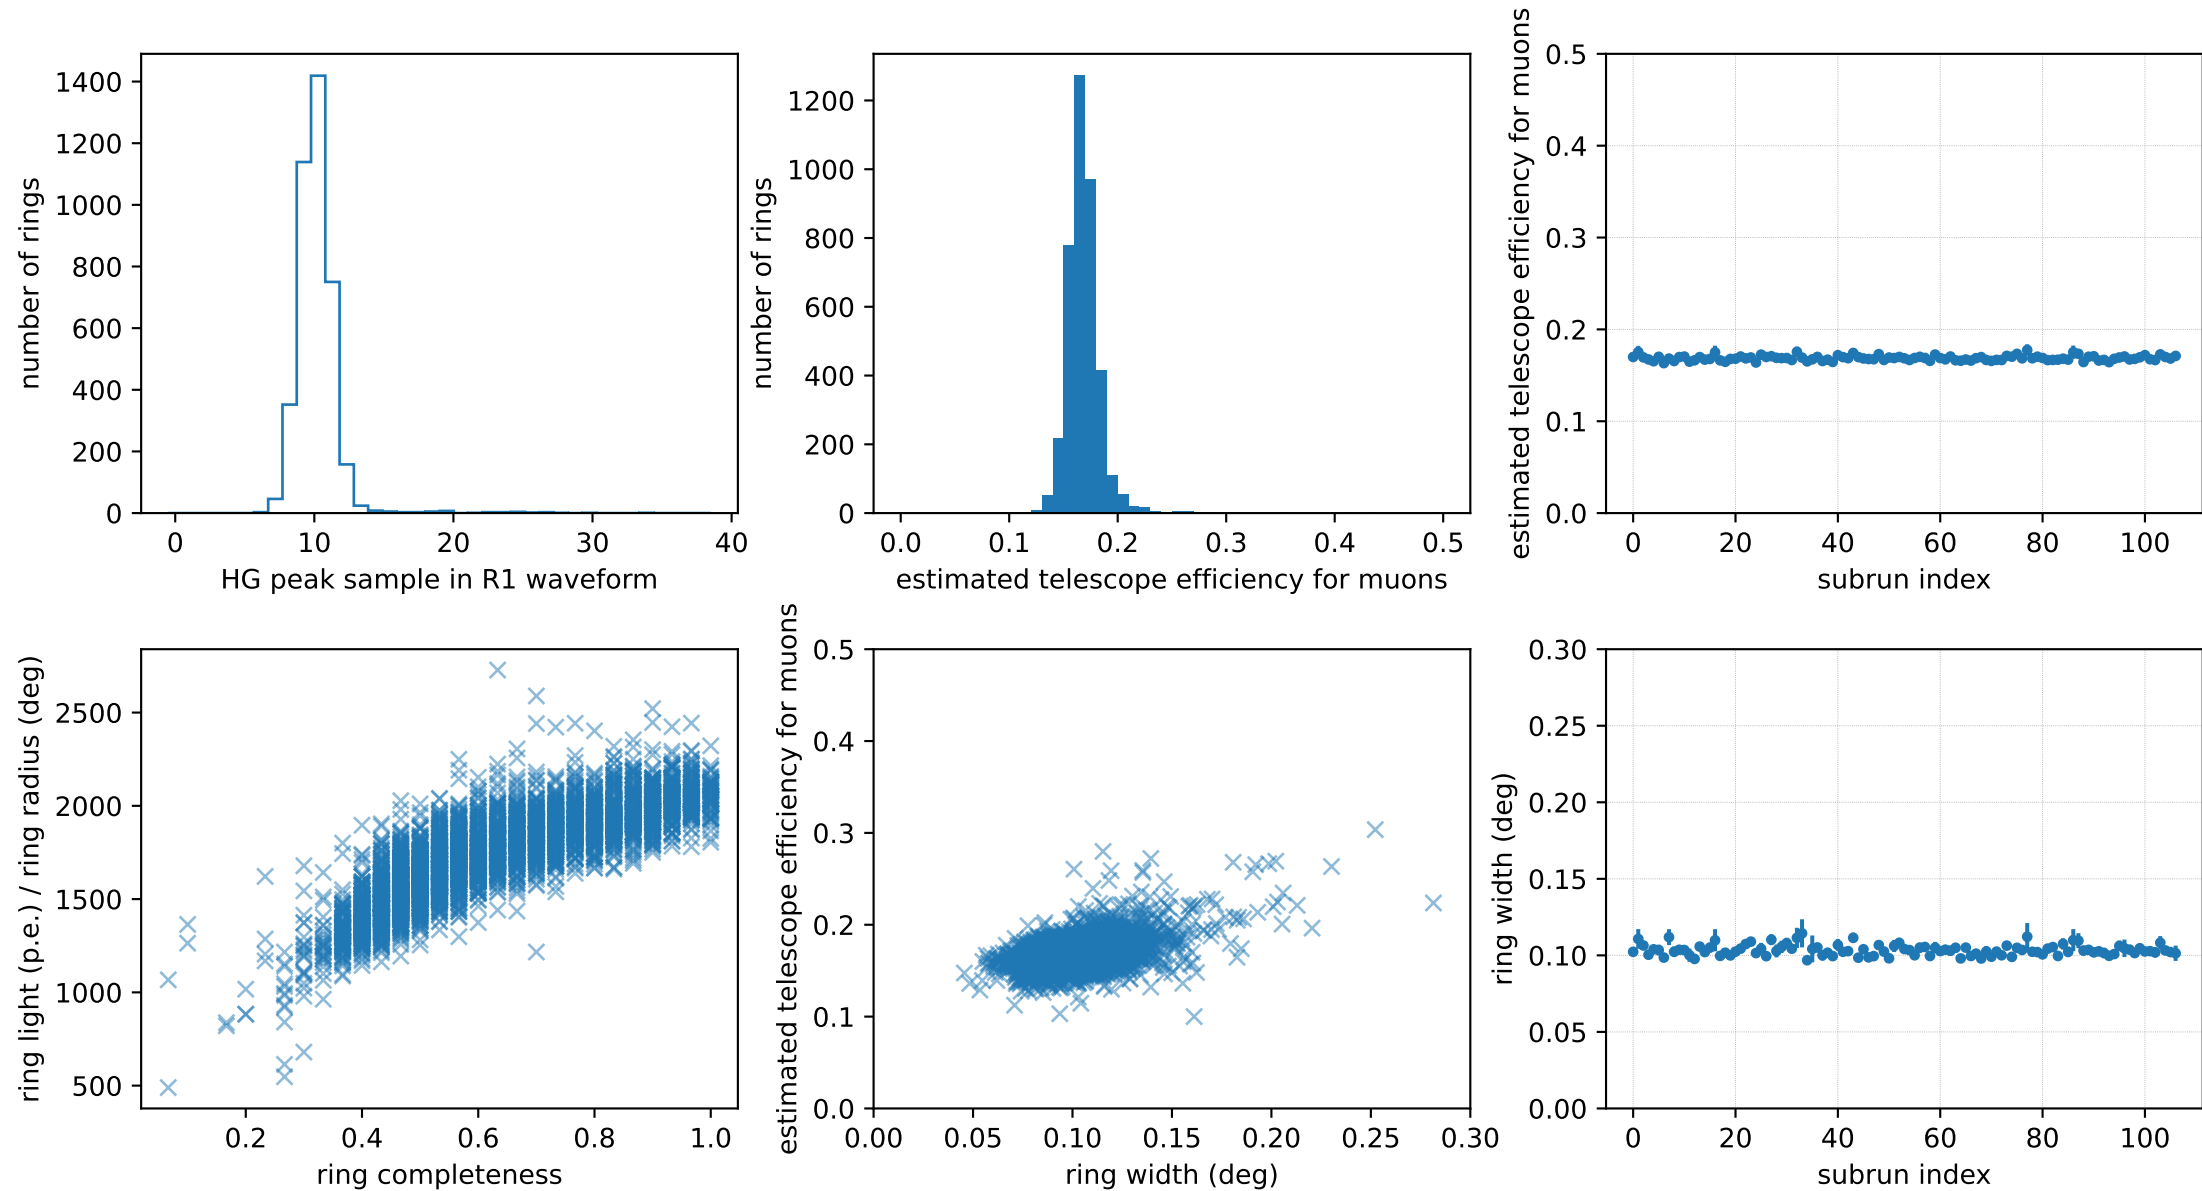 number of rings
1400
1200
1000
800
600
400
200
0
0 10 20 30 40
HG peak sample in R1 waveform
number of rings
1200
1000
800
600
400
200
0
0.0 0.1 0.2 0.3 0.4 0.5
estimated telescope efficiency for muons
estimated telescope efficiency for muons
0.5
0.4
0.3
0.2
0.1
0.0
0 20 40 60 80 100
subrun index
ring light (p.e.) / ring radius (deg)
2500
2000
1500
1000
500
0.2 0.4 0.6 0.8 1.0
ring completeness
estimated telescope efficiency for muons
0.5
0.4
0.3
0.2
0.1
0.0
0.00 0.05 0.10 0.15 0.20 0.25 0.30
ring width (deg)
ring width (deg)
0.30
0.25
0.20
0.15
0.10
0.05
0.00
0 20 40 60 80 100
subrun index